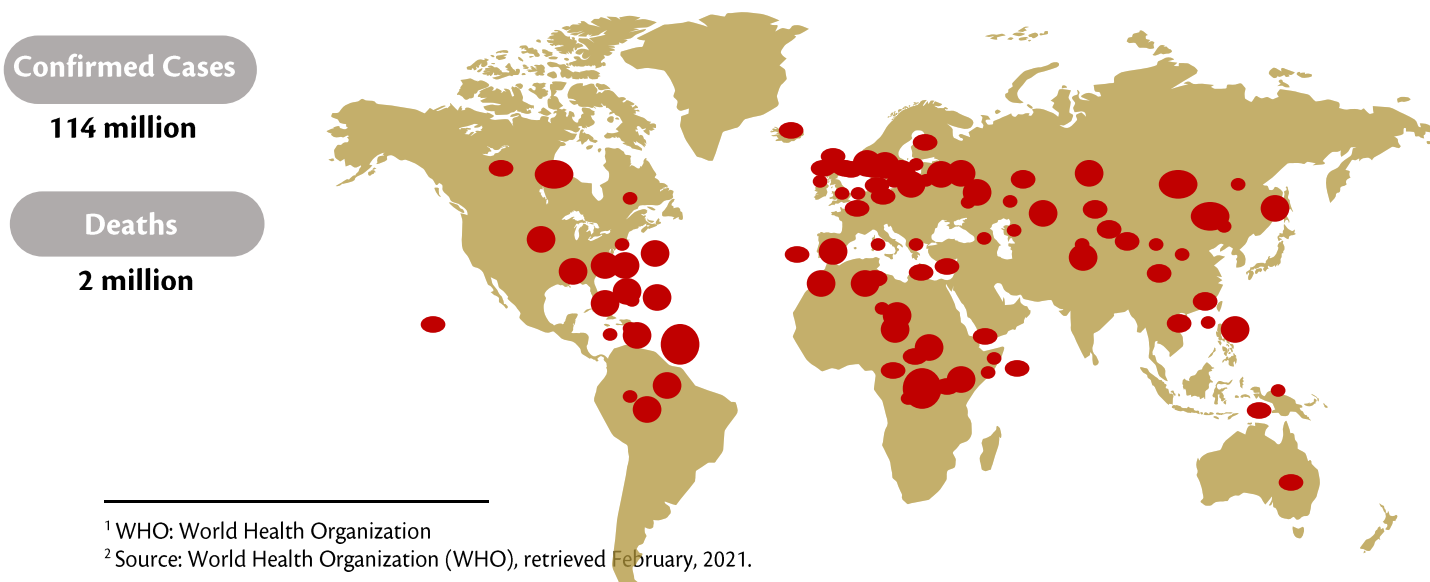 Confirmed Cases
114 million
Deaths
2 million
1 WHO: World Health Organization
2 Source: World Health Organization (WHO), retrieved February, 2021.